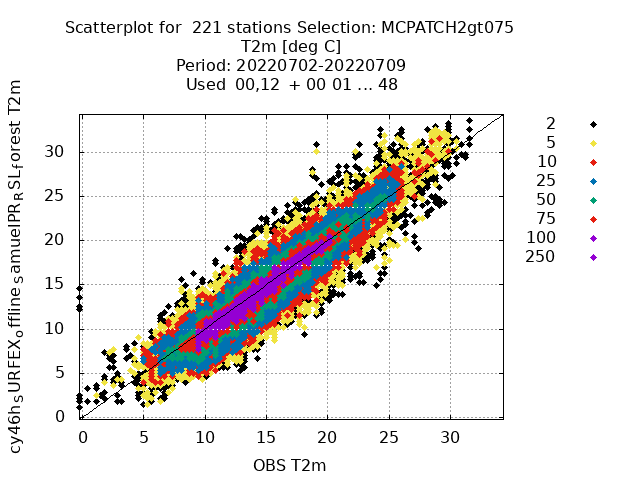 Scatterplot for 221 stations Selection: MCPATCH2gt075
T2m [deg C]
Period: 20220702-20220709
Used 00,12 + 00 01 ... 48
cy46h_SURFEX_offline_samuelPR_RSL_Forest T2m
30
25
20
15
10
5
0
0 5 10 15 20 25 30
OBS T2m
2
5
10
25
50
75
100
250